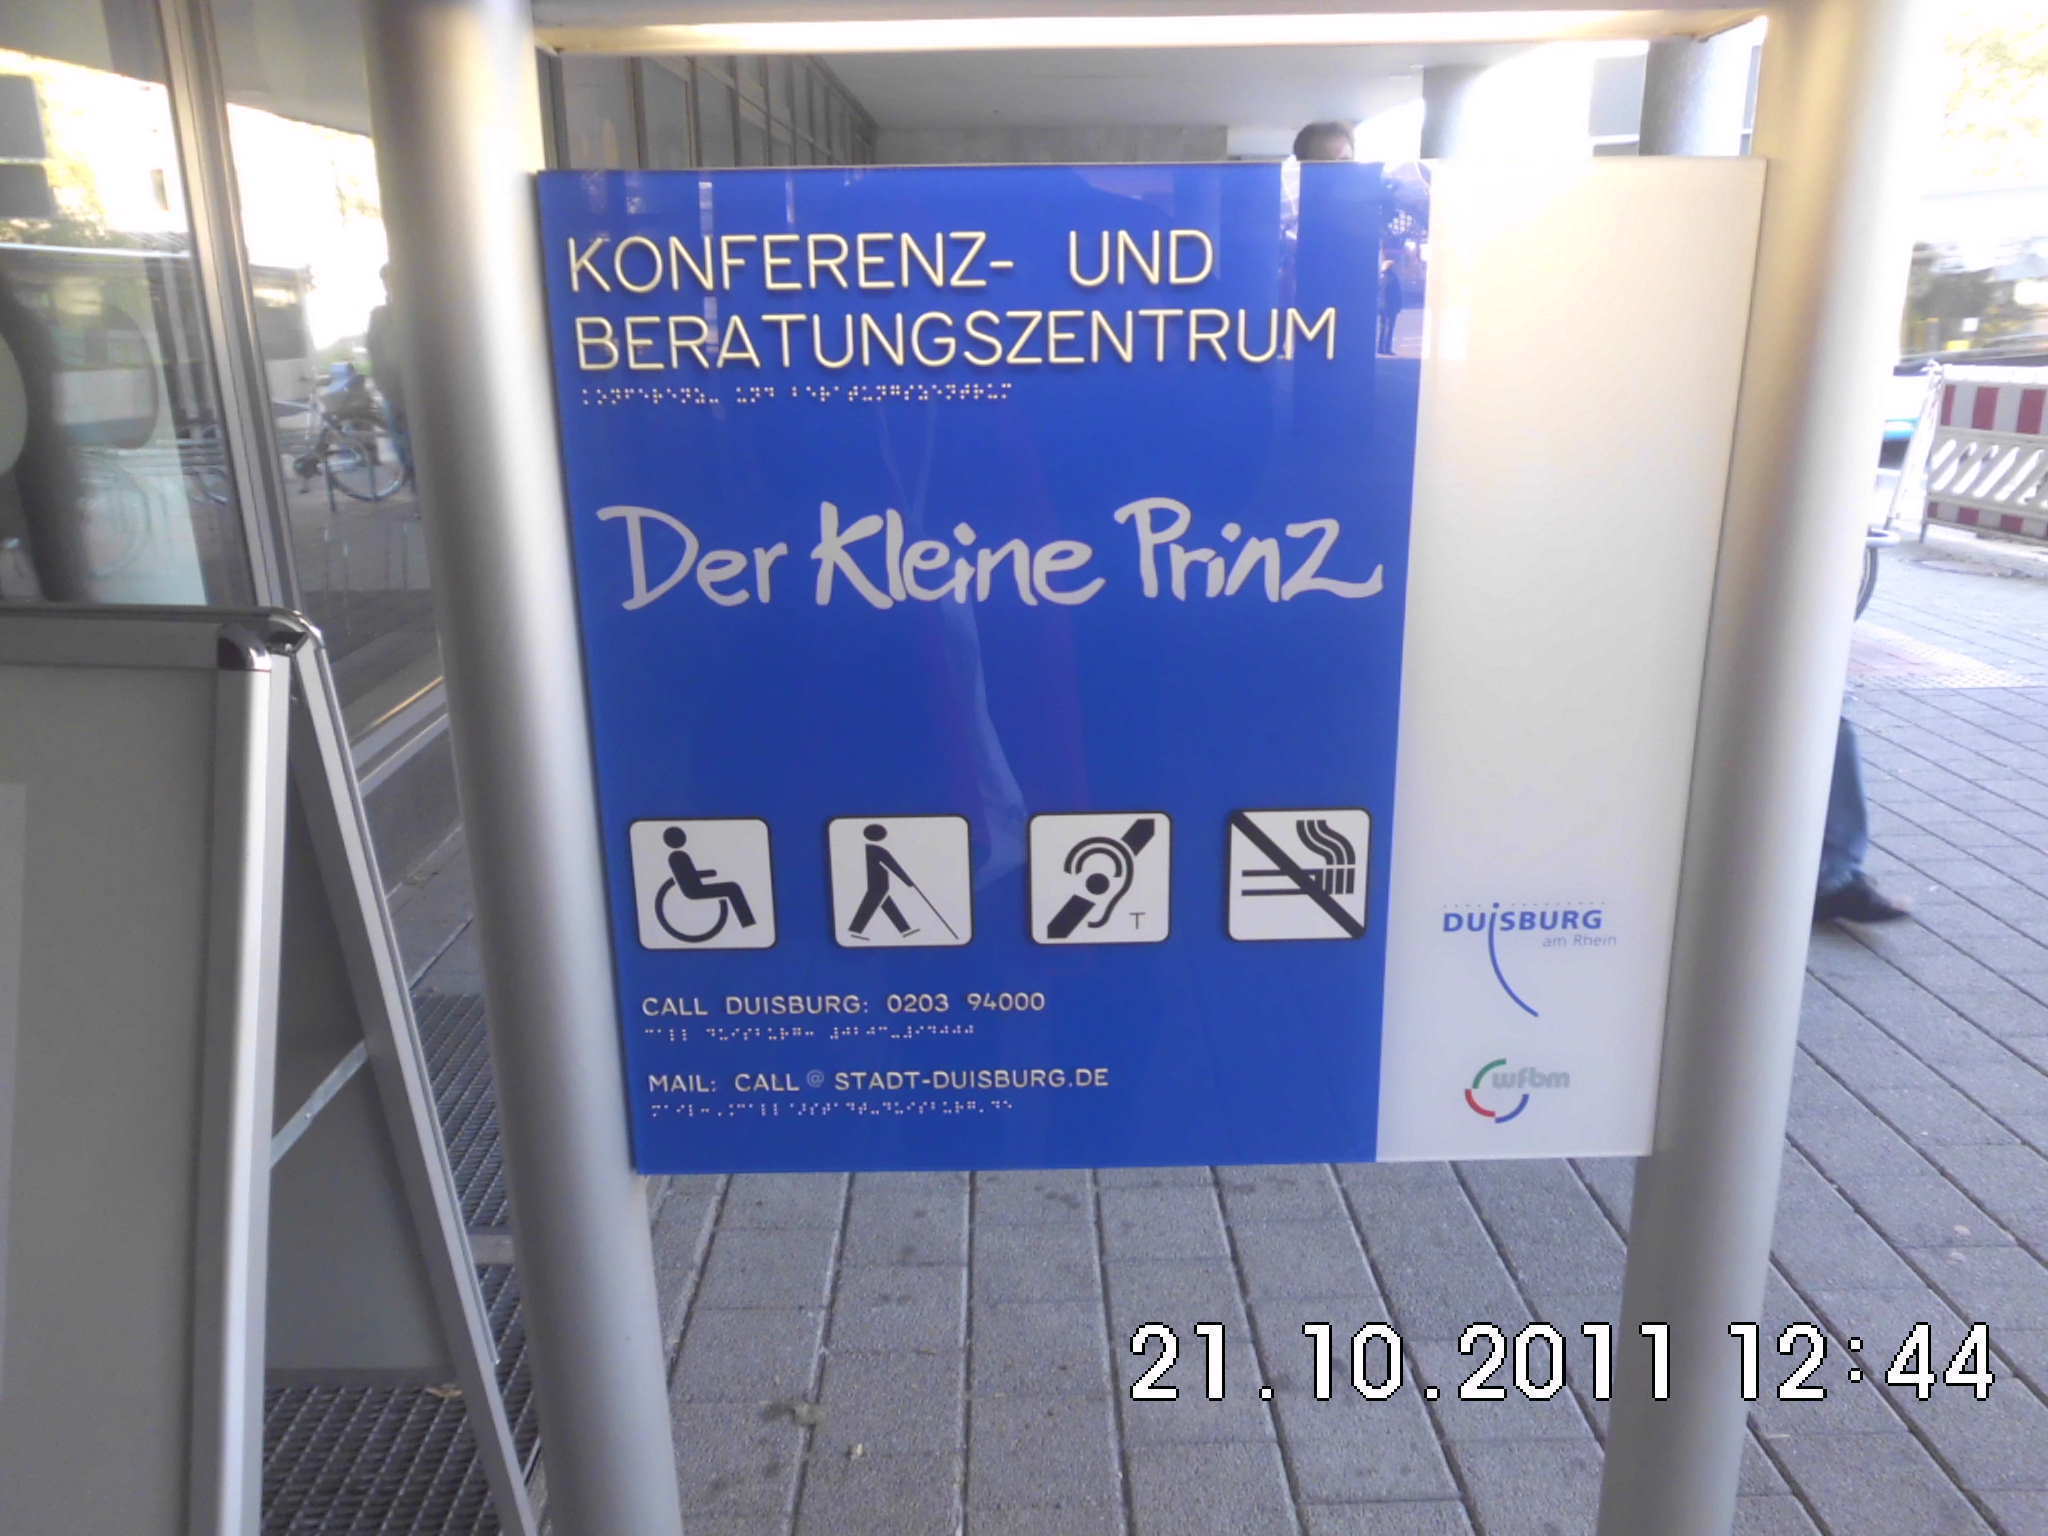 KONFERENZ- UND
BERATUNGSZENTRUM
Der Kleine Prinz
T
CALL DUISBURG: 0203 94000
MAIL: CALL@STADT-DUISBURG.DE
DUISBURG
am Rhein
wfbm
21.10.2011 12:44